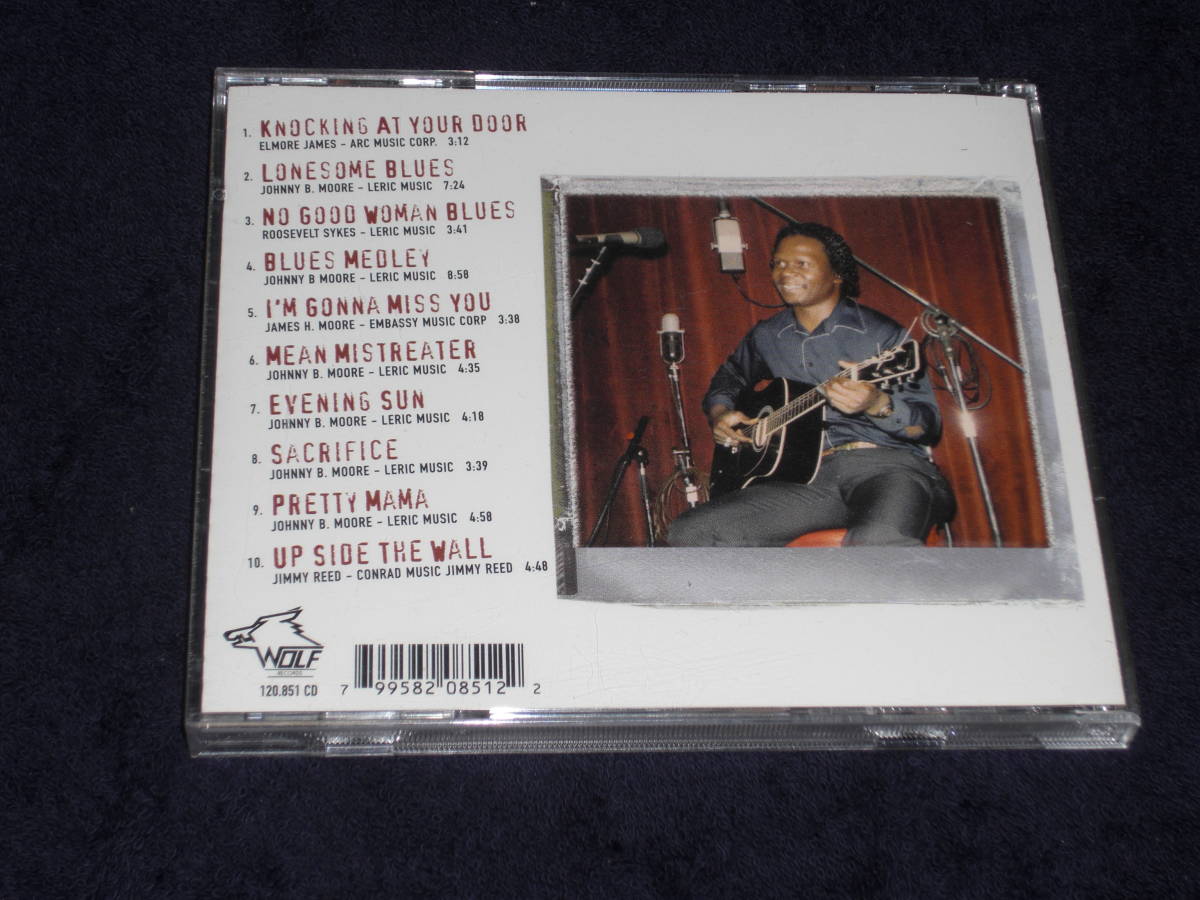 1. KNOCKING AT YOUR DOOR
ELMORE JAMES – ARC MUSIC CORP. 3:12
2. LONESOME BLUES
JOHNNY B. MOORE – LERIC MUSIC 7:24
3. NO GOOD WOMAN BLUES
ROOSEVELT SYKES – LERIC MUSIC 3:41
4. BLUES MEDLEY
JOHNNY B MOORE – LERIC MUSIC 8:58
5. I'M GONNA MISS YOU
JAMES H. MOORE – EMBASSY MUSIC CORP 3:38
6. MEAN MISTREATER
JOHNNY B. MOORE – LERIC MUSIC 4:35
7. EVENING SUN
JOHNNY B. MOORE – LERIC MUSIC 4:18
8. SACRIFICE
JOHNNY B. MOORE – LERIC MUSIC 3:39
9. PRETTY MAMA
JOHNNY B. MOORE – LERIC MUSIC 4:58
10. UP SIDE THE WALL
JIMMY REED – CONRAD MUSIC JIMMY REED 4:48
WOLF
RECORDS
120.851 CD
7 99582 08512 2